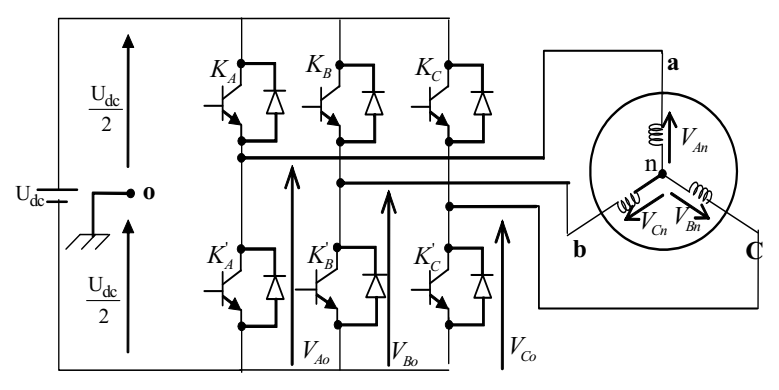 U_dc
U_dc/2
o
U_dc/2
K_A
K_B
K_C
K'_A
K'_B
K'_C
V_Ao
V_Bo
V_Co
a
n
V_An
V_Cn
V_Bn
b
C